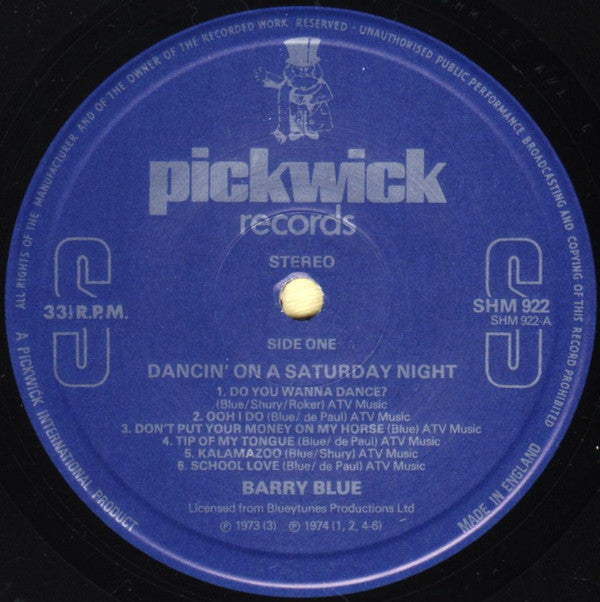 ALL RIGHTS OF THE MANUFACTURER AND OF THE OWNER OF THE RECORDED WORK RESERVED · UNAUTHORISED PUBLIC PERFORMANCE BROADCASTING AND COPYING OF THIS RECORD PROHIBITED
pickwick
records
STEREO
S
33⅓ R.P.M.
S
SHM 922
SHM 922-A
SIDE ONE
DANCIN' ON A SATURDAY NIGHT
1. DO YOU WANNA DANCE?
(Blue/Shury/Roker) ATV Music
2. OOH I DO (Blue/ de Paul) ATV Music
3. DON'T PUT YOUR MONEY ON MY HORSE (Blue) ATV Music
4. TIP OF MY TONGUE (Blue/ de Paul) ATV Music
5. KALAMAZOO (Blue/Shury) ATV Music
6. SCHOOL LOVE (Blue/ de Paul) ATV Music
BARRY BLUE
Licensed from Blueytunes Productions Ltd
℗ 1973 (3) ℗ 1974 (1, 2, 4-6)
A PICKWICK INTERNATIONAL PRODUCT
MADE IN ENGLAND